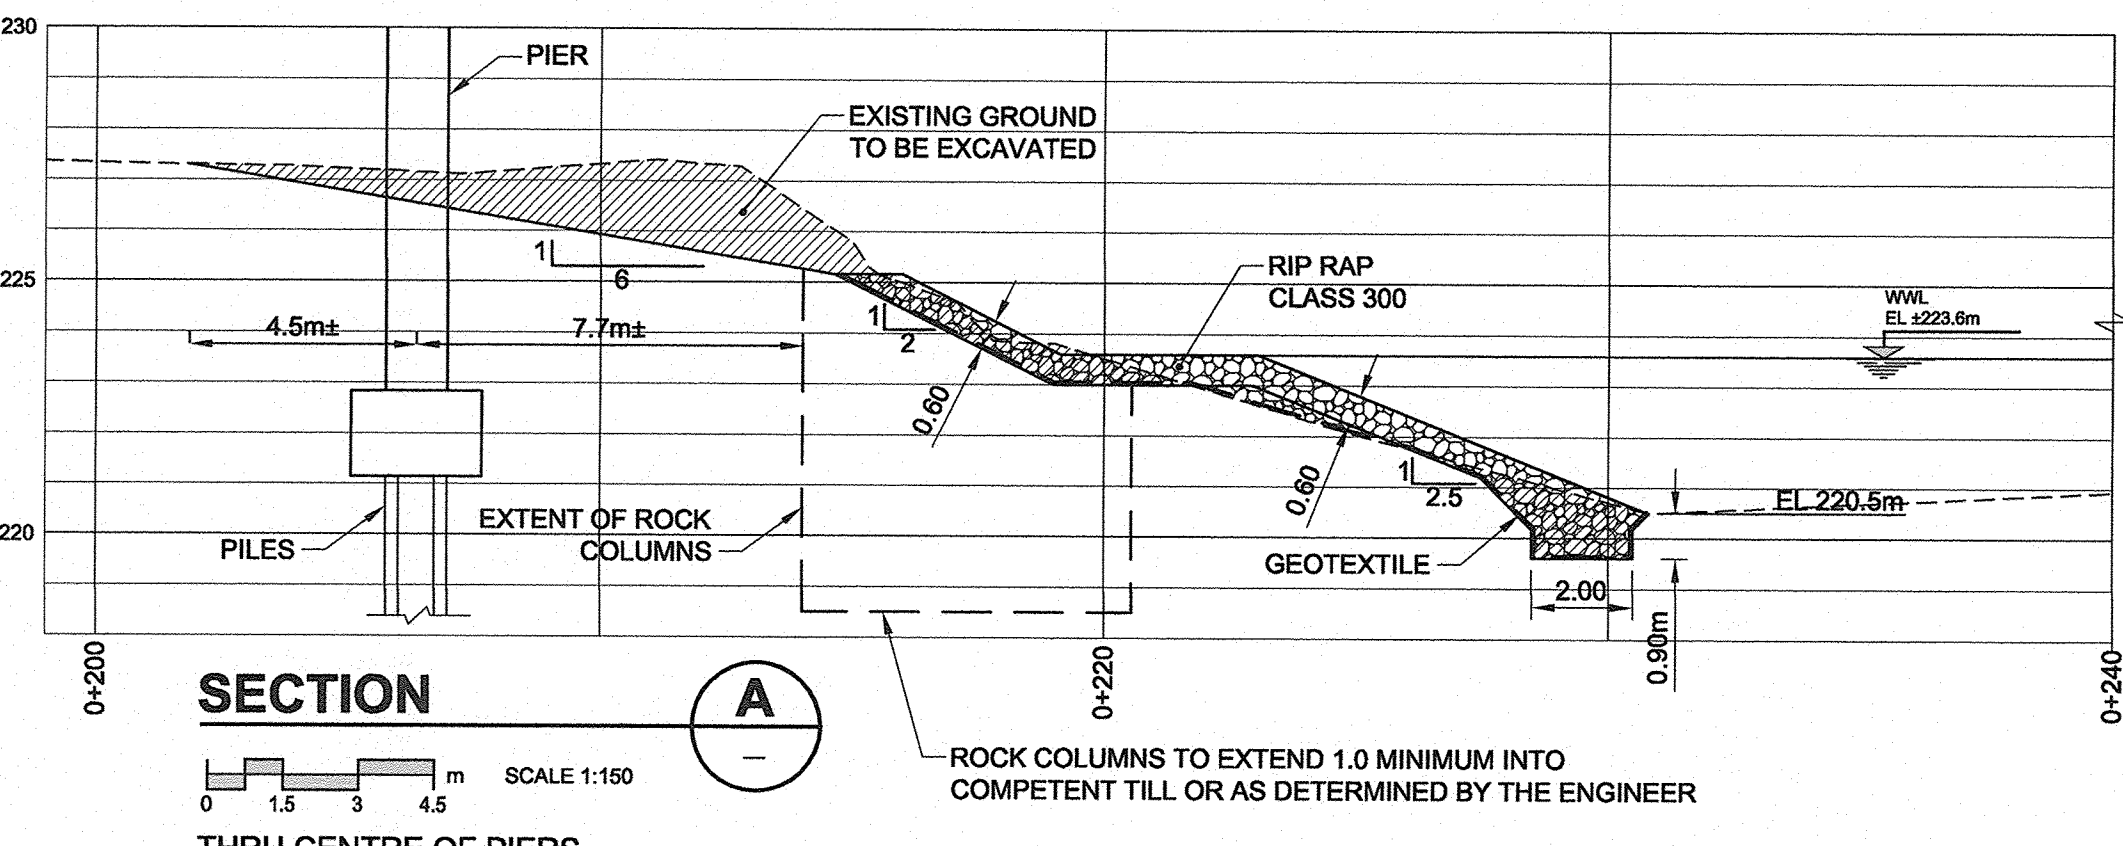 230
PIER
EXISTING GROUND
TO BE EXCAVATED
1
6
225
RIP RAP
CLASS 300
WWL
EL ±223.6m
4.5m±
7.7m±
1
2
0.60
0.60
1
2.5
EL 220.5m
220
PILES
EXTENT OF ROCK
COLUMNS
GEOTEXTILE
2.00
0.90m
0+200
0+220
0+240
SECTION
A
–
0 1.5 3 4.5 m
SCALE 1:150
ROCK COLUMNS TO EXTEND 1.0 MINIMUM INTO
COMPETENT TILL OR AS DETERMINED BY THE ENGINEER
THRU CENTRE OF PIERS